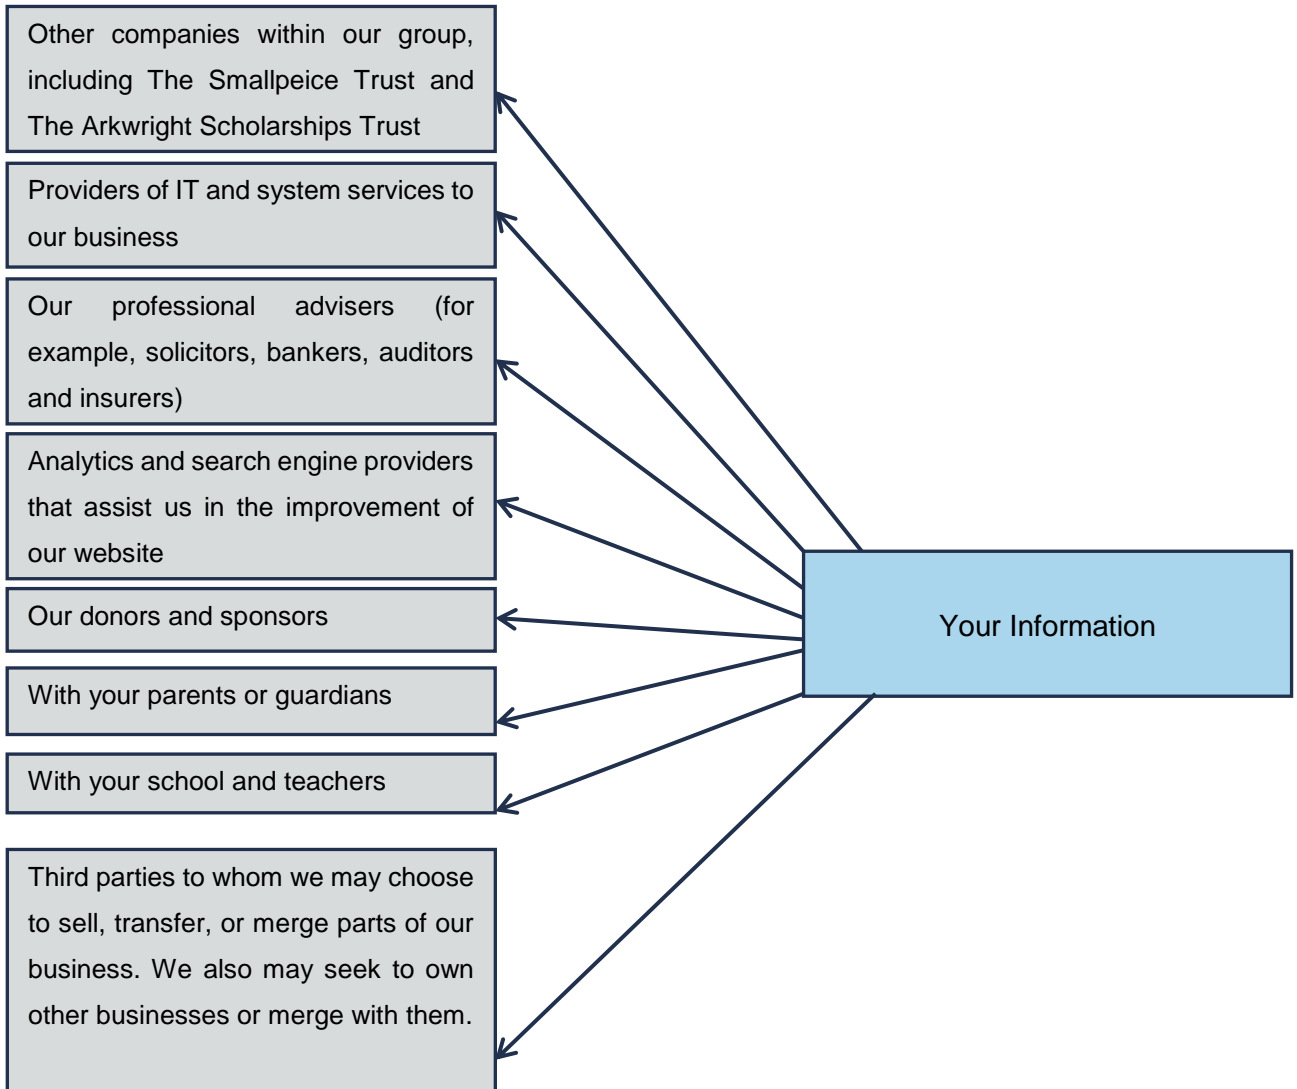 Other companies within our group,
including The Smallpeice Trust and
The Arkwright Scholarships Trust
Providers of IT and system services to
our business
Our professional advisers (for
example, solicitors, bankers, auditors
and insurers)
Analytics and search engine providers
that assist us in the improvement of
our website
Our donors and sponsors
With your parents or guardians
With your school and teachers
Third parties to whom we may choose
to sell, transfer, or merge parts of our
business. We also may seek to own
other businesses or merge with them.
Your Information